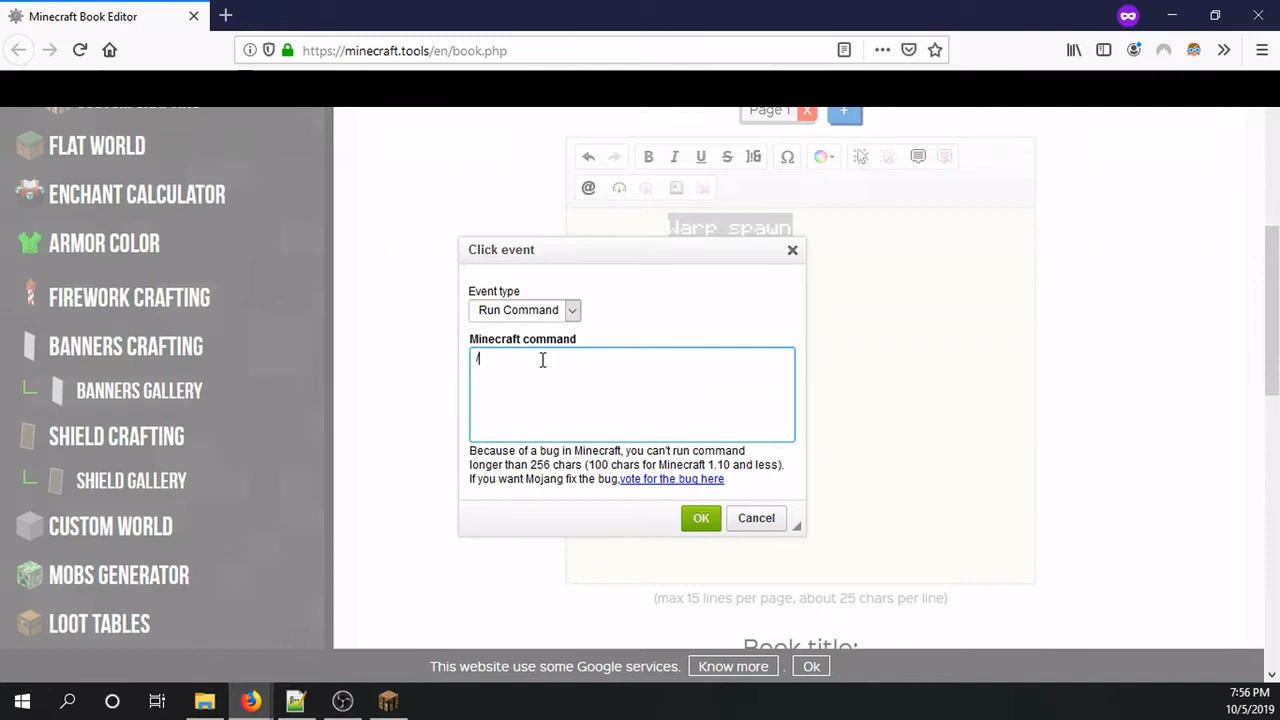 Minecraft Book Editor
https://minecraft.tools/en/book.php
FLAT WORLD
ENCHANT CALCULATOR
ARMOR COLOR
FIREWORK CRAFTING
BANNERS CRAFTING
BANNERS GALLERY
SHIELD CRAFTING
SHIELD GALLERY
CUSTOM WORLD
MOBS GENERATOR
LOOT TABLES
Page 1 X +
B I U S
Warp spawn
Click event
Event type
Run Command
Minecraft command
/
Because of a bug in Minecraft, you can't run command
longer than 256 chars (100 chars for Minecraft 1.10 and less).
If you want Mojang fix the bug,vote for the bug here
OK Cancel
(max 15 lines per page, about 25 chars per line)
Book title:
This website use some Google services. Know more . Ok
7:56 PM
10/5/2019